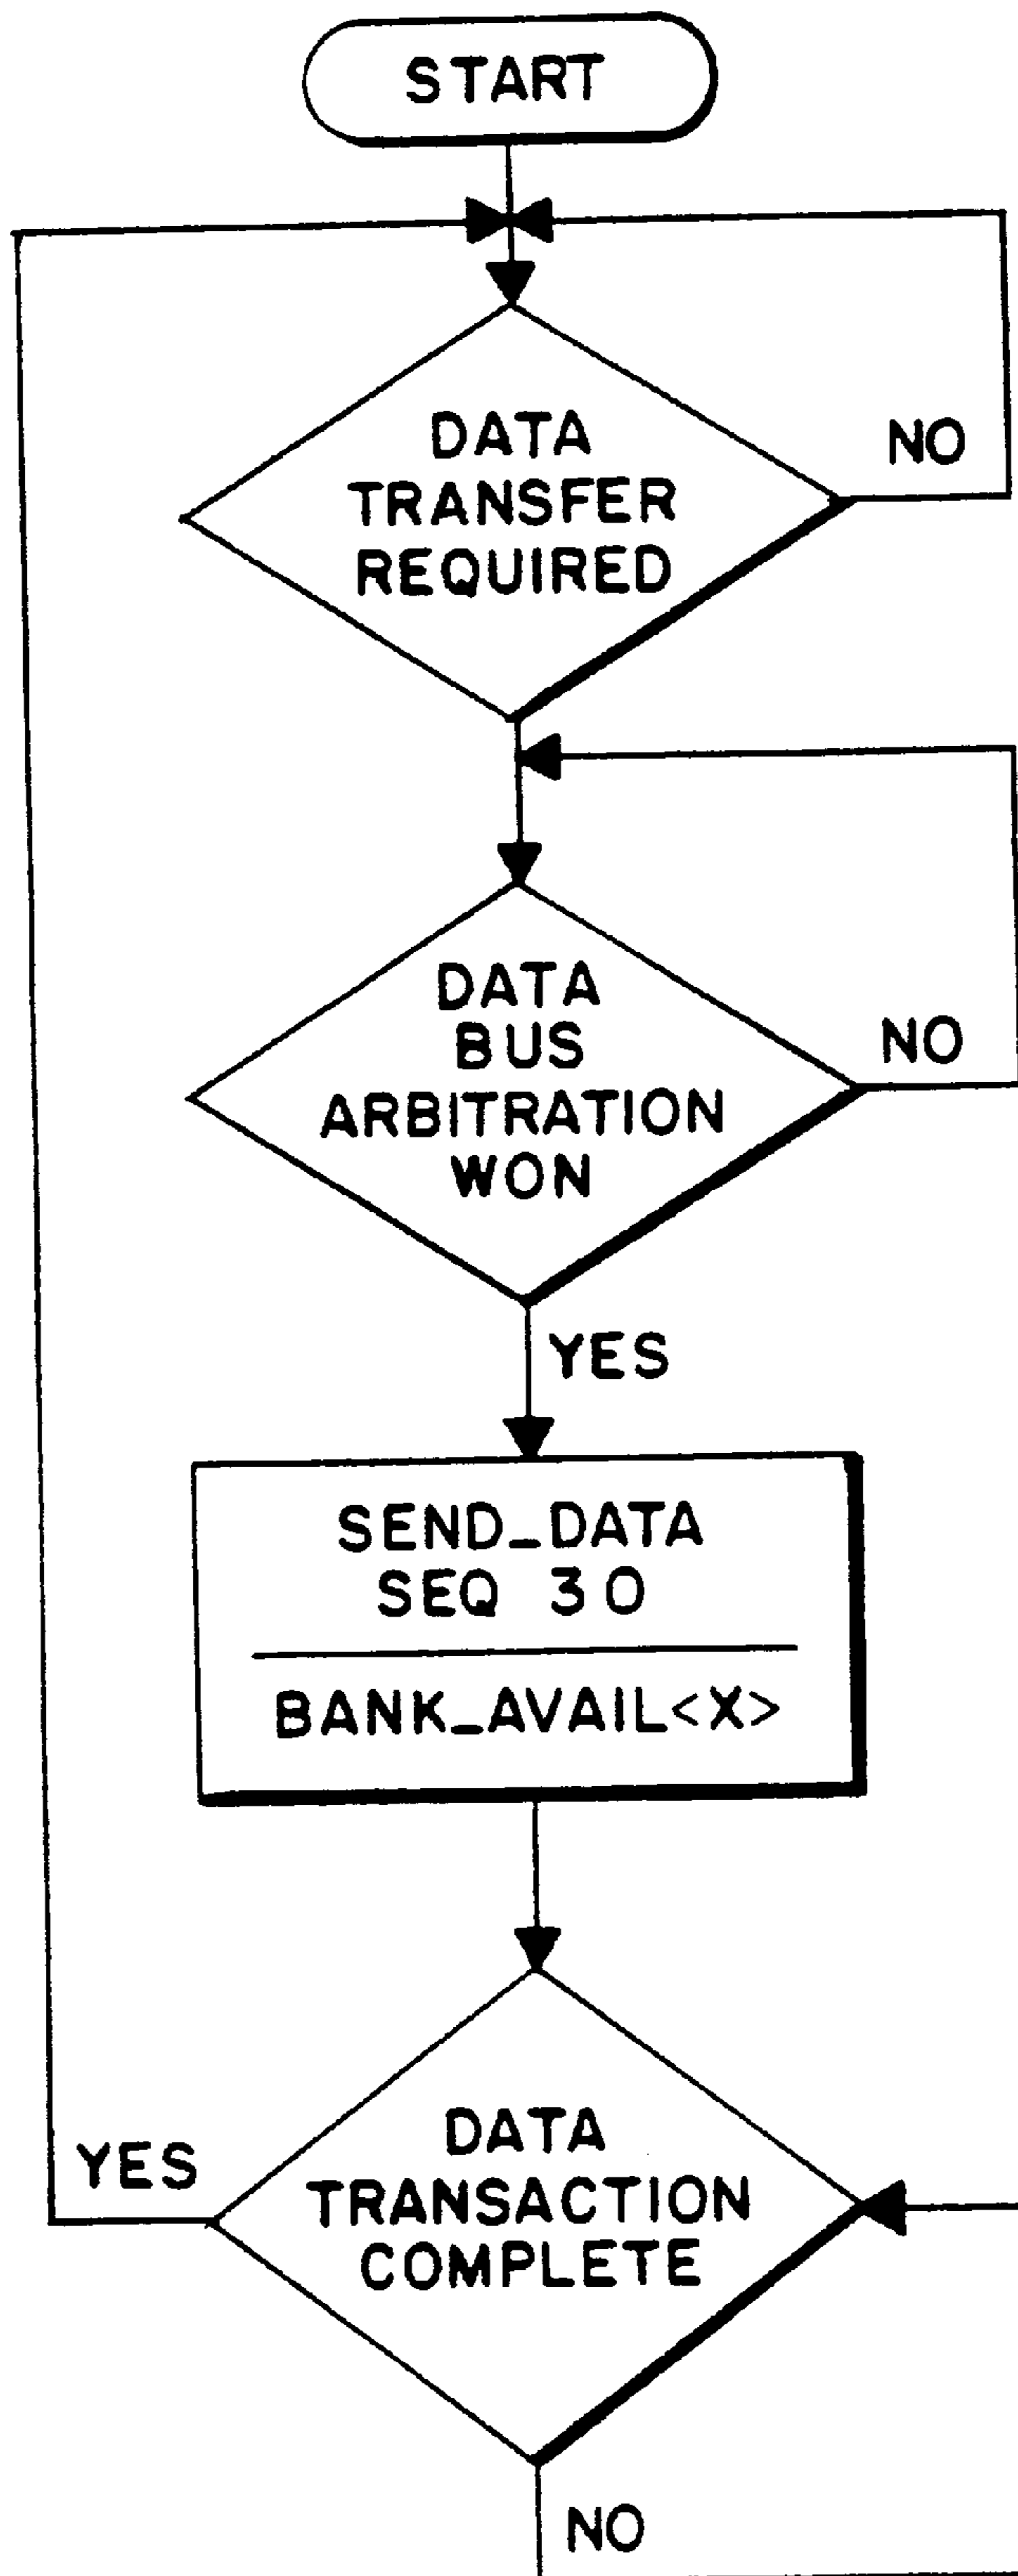 START
DATA
TRANSFER
REQUIRED
NO
DATA
BUS
ARBITRATION
WON
NO
YES
SEND_DATA
SEQ 30
BANK_AVAIL<X>
DATA
TRANSACTION
COMPLETE
YES
NO